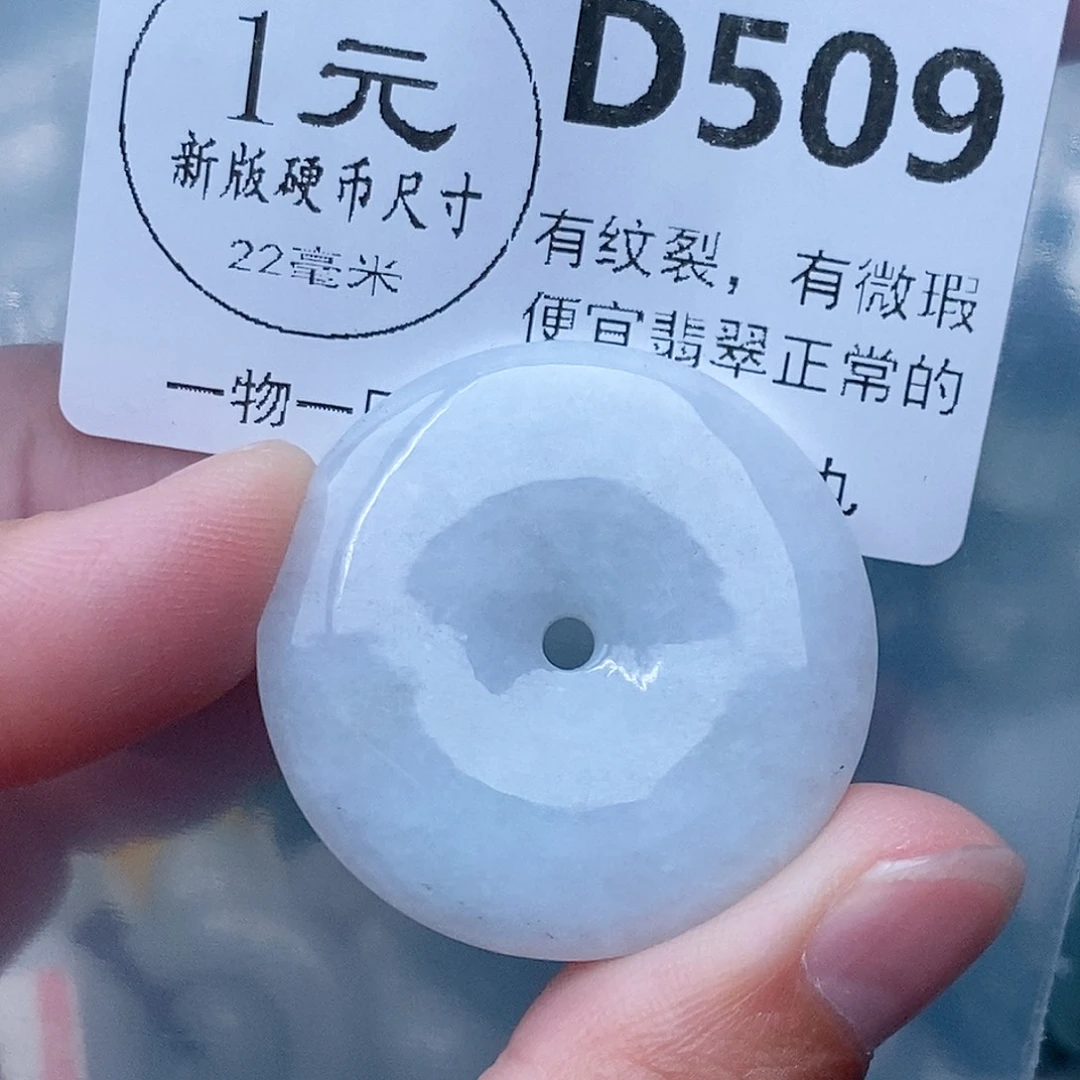 1元
新版硬币尺寸
22毫米
一物一
D509
有纹裂，有微瑕
便宜翡翠正常的